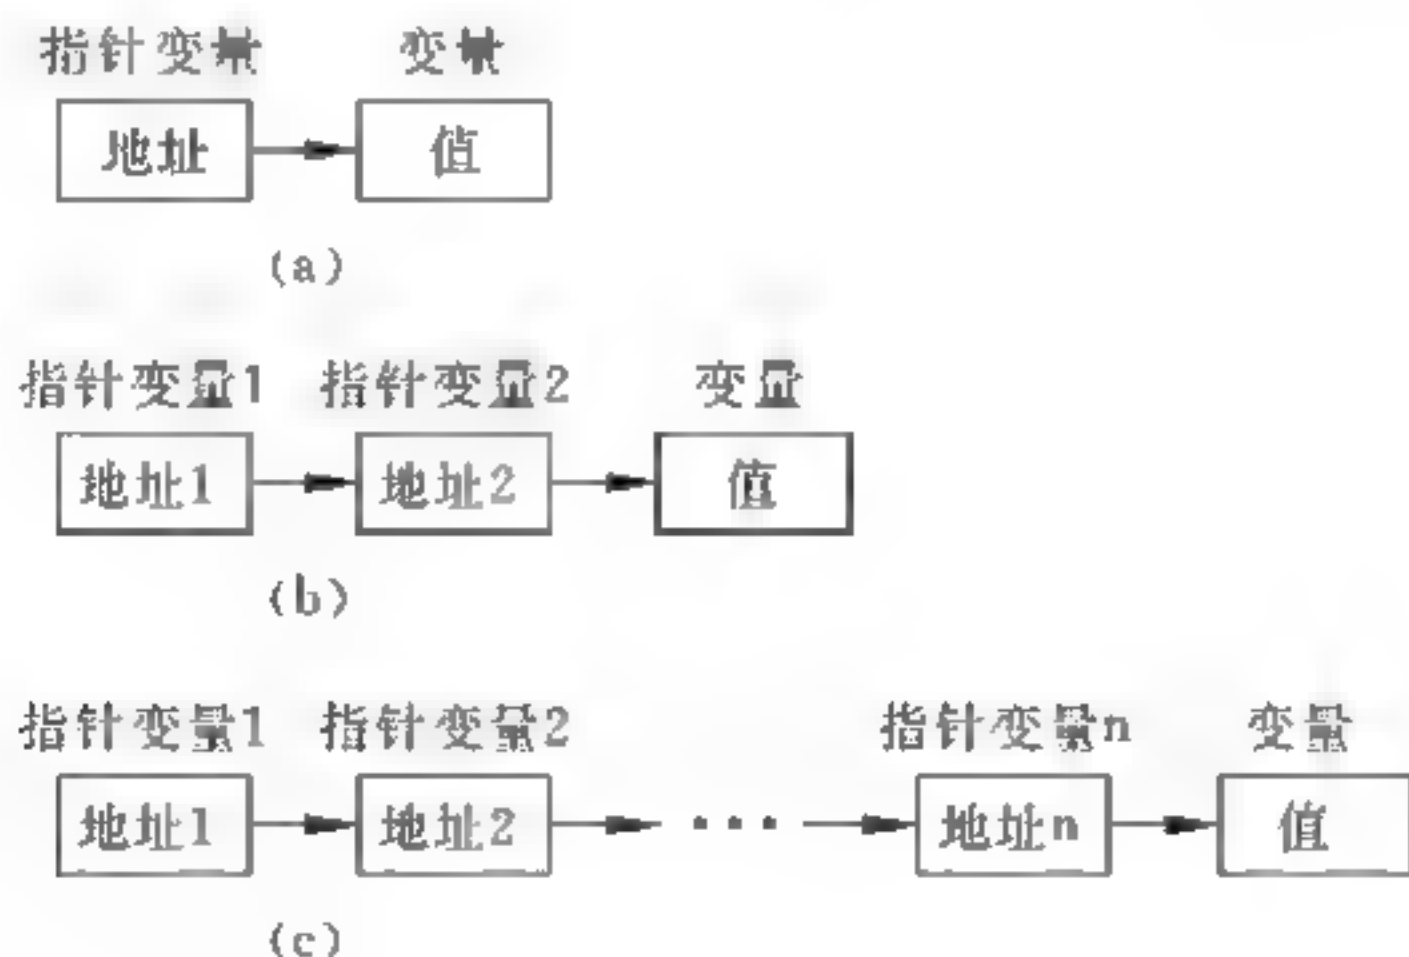 指针变量 变量
地址 值
(a)
指针变量1 指针变量2 变量
地址1 地址2 值
(b)
指针变量1 指针变量2 指针变量n 变量
地址1 地址2 ... 地址n 值
(c)